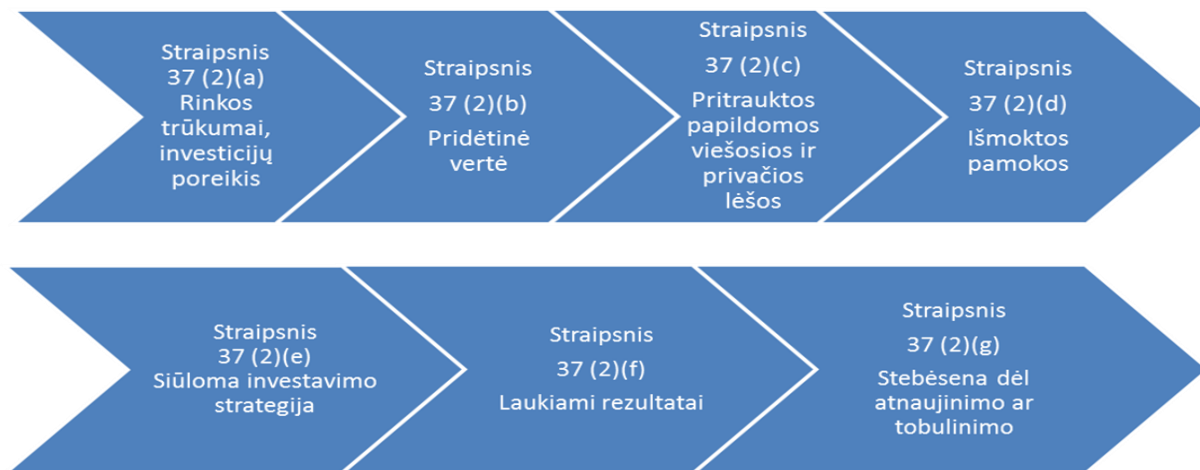 Straipsnis
37 (2)(a)
Rinkos
trūkumai,
investicijų
poreikis
Straipsnis
37 (2)(b)
Pridėtinė
vertė
Straipsnis
37 (2)(c)
Pritrauktos
papildomos
viešosios ir
privačios
lėšos
Straipsnis
37 (2)(d)
Išmoktos
pamokos
Straipsnis
37 (2)(e)
Siūloma investavimo
strategija
Straipsnis
37 (2)(f)
Laukiami rezultatai
Straipsnis
37 (2)(g)
Stebėsena dėl
atnaujinimo ar
tobulinimo